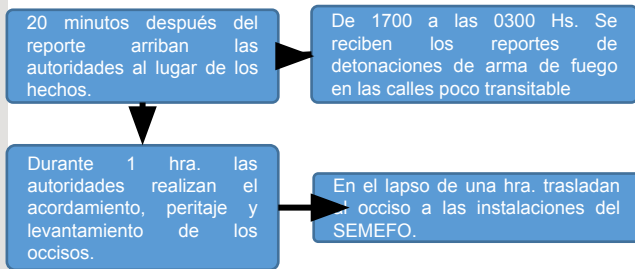 20 minutos después del
reporte arriban las
autoridades al lugar de los
hechos.
De 1700 a las 0300 Hs. Se
reciben los reportes de
detonaciones de arma de fuego
en las calles poco transitable
Durante 1 hra. las
autoridades realizan el
acordamiento, peritaje y
levantamiento de los
occisos.
En el lapso de una hra. trasladan
al occiso a las instalaciones del
SEMEFO.